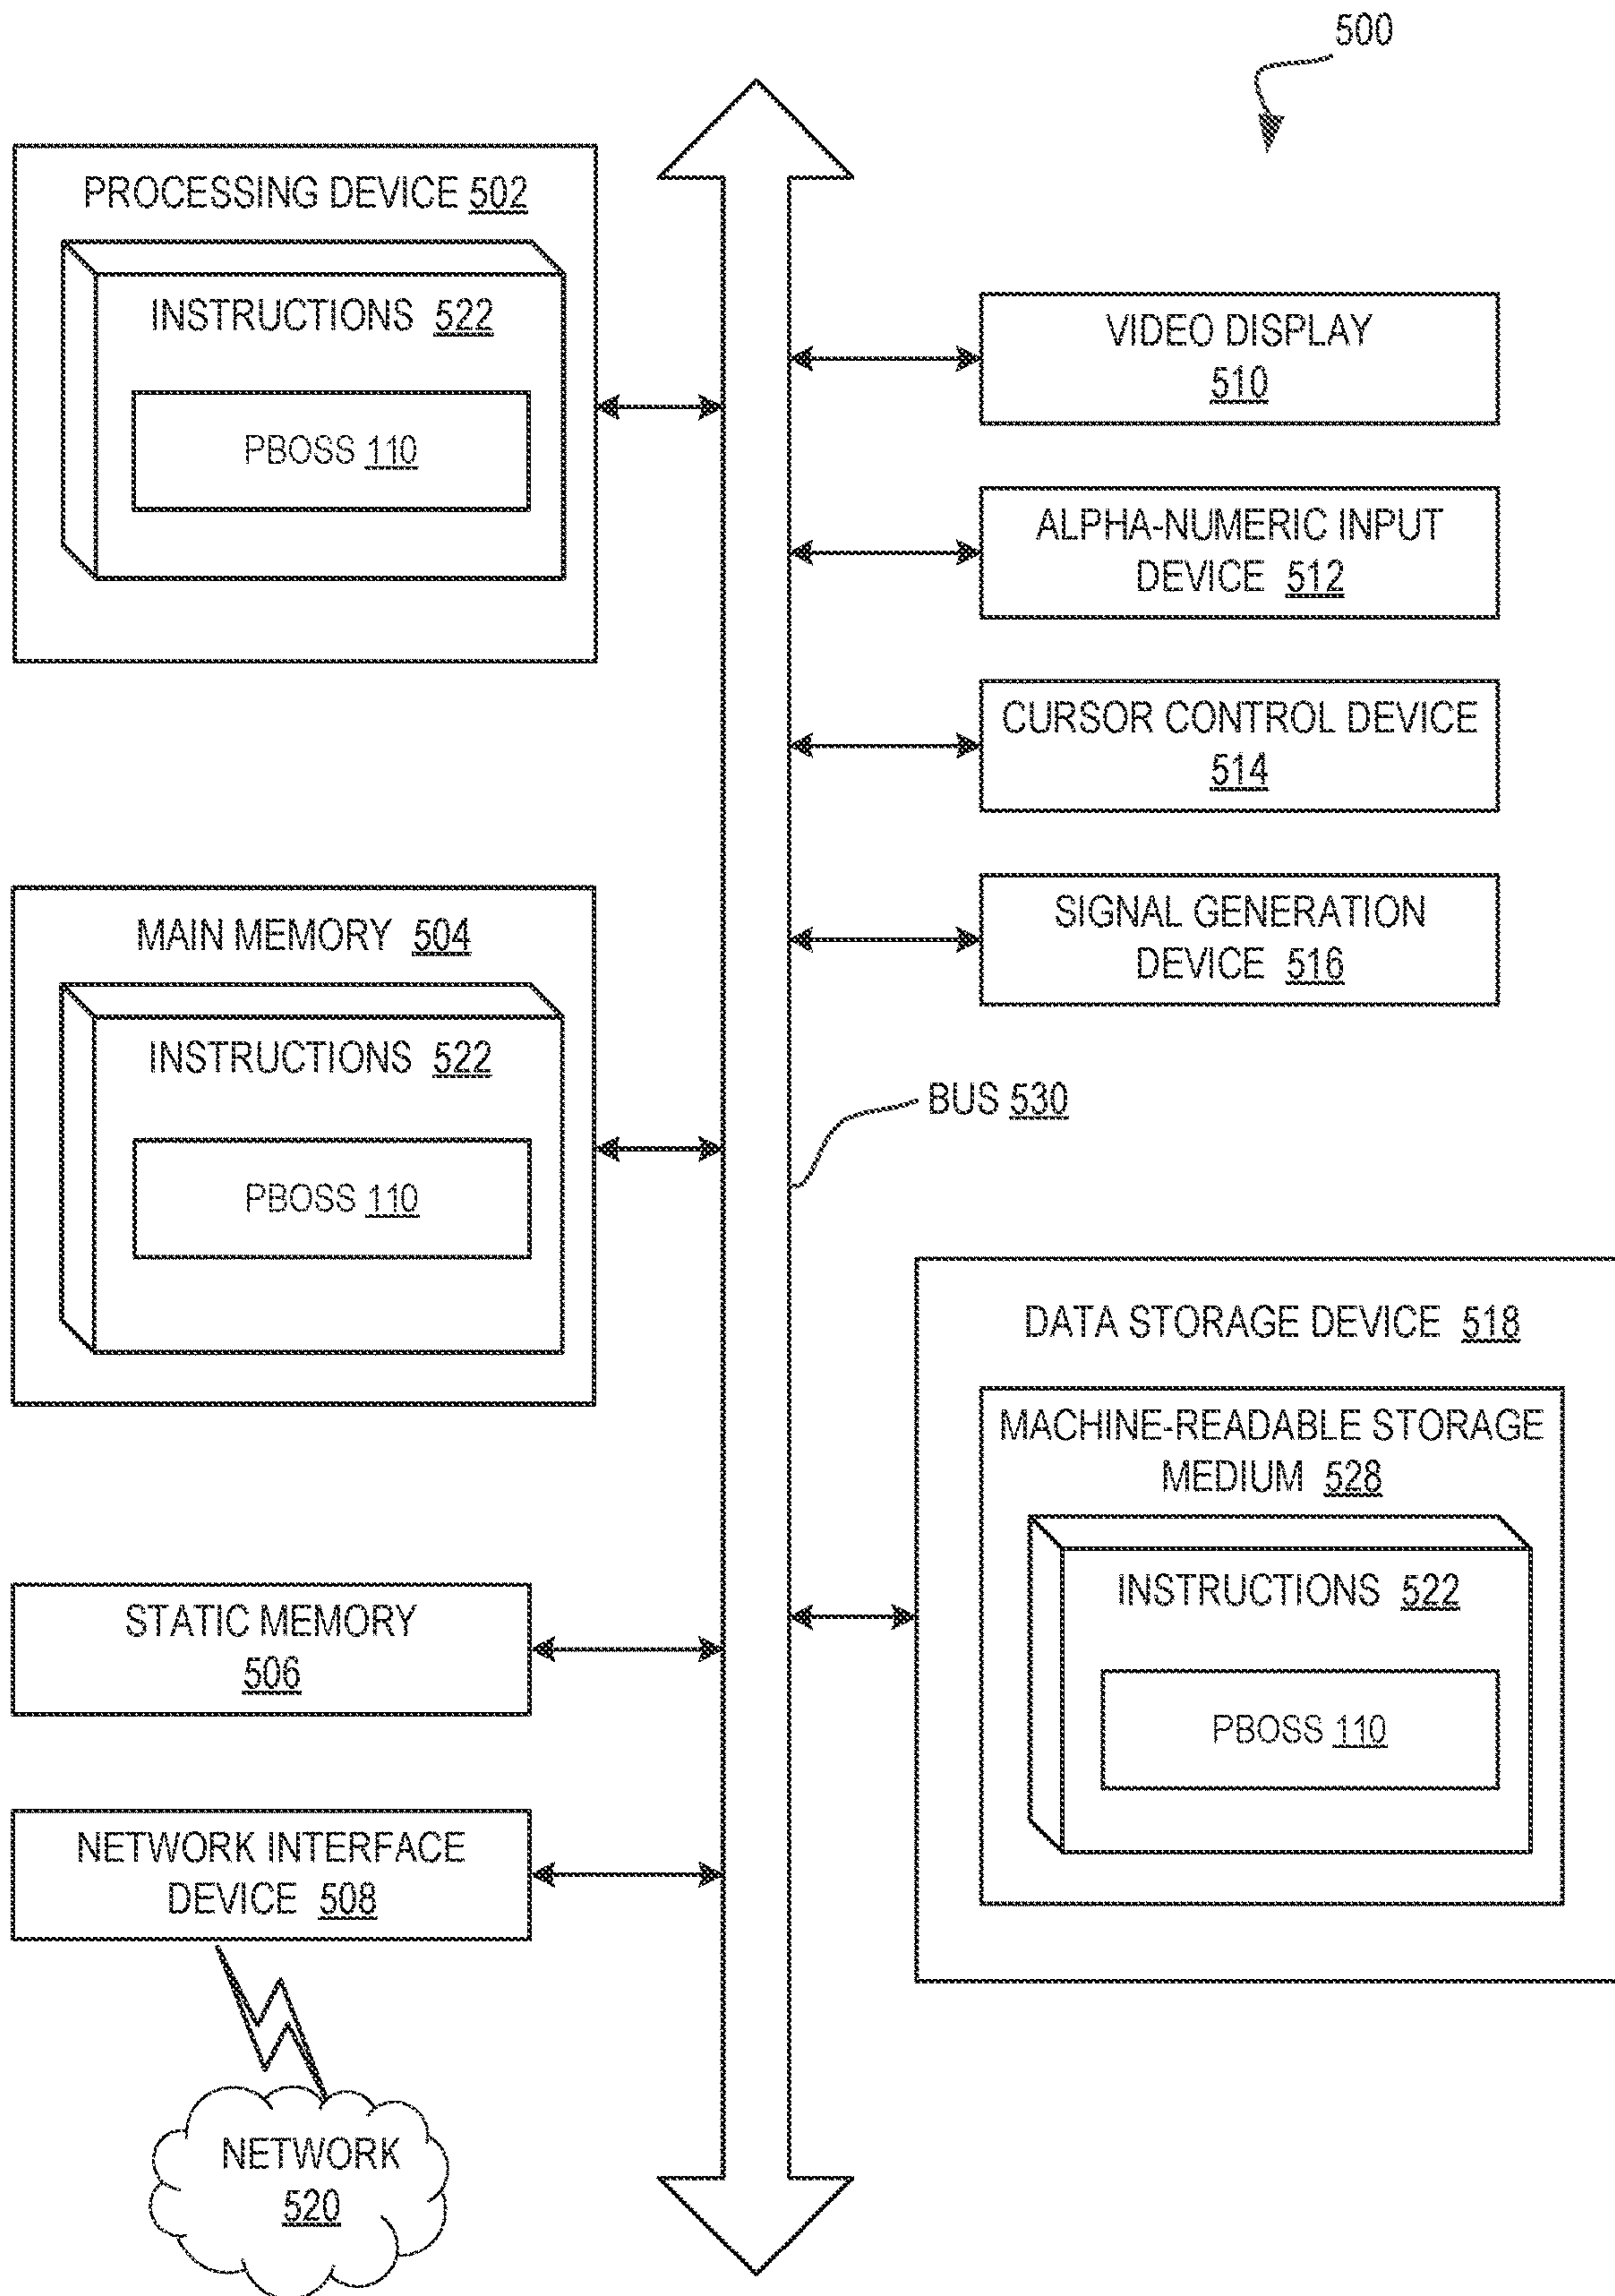 500
PROCESSING DEVICE 502
INSTRUCTIONS 522
PBOSS 110
MAIN MEMORY 504
INSTRUCTIONS 522
PBOSS 110
STATIC MEMORY
506
NETWORK INTERFACE
DEVICE 508
NETWORK
520
VIDEO DISPLAY
510
ALPHA-NUMERIC INPUT
DEVICE 512
CURSOR CONTROL DEVICE
514
SIGNAL GENERATION
DEVICE 516
BUS 530
DATA STORAGE DEVICE 518
MACHINE-READABLE STORAGE
MEDIUM 528
INSTRUCTIONS 522
PBOSS 110